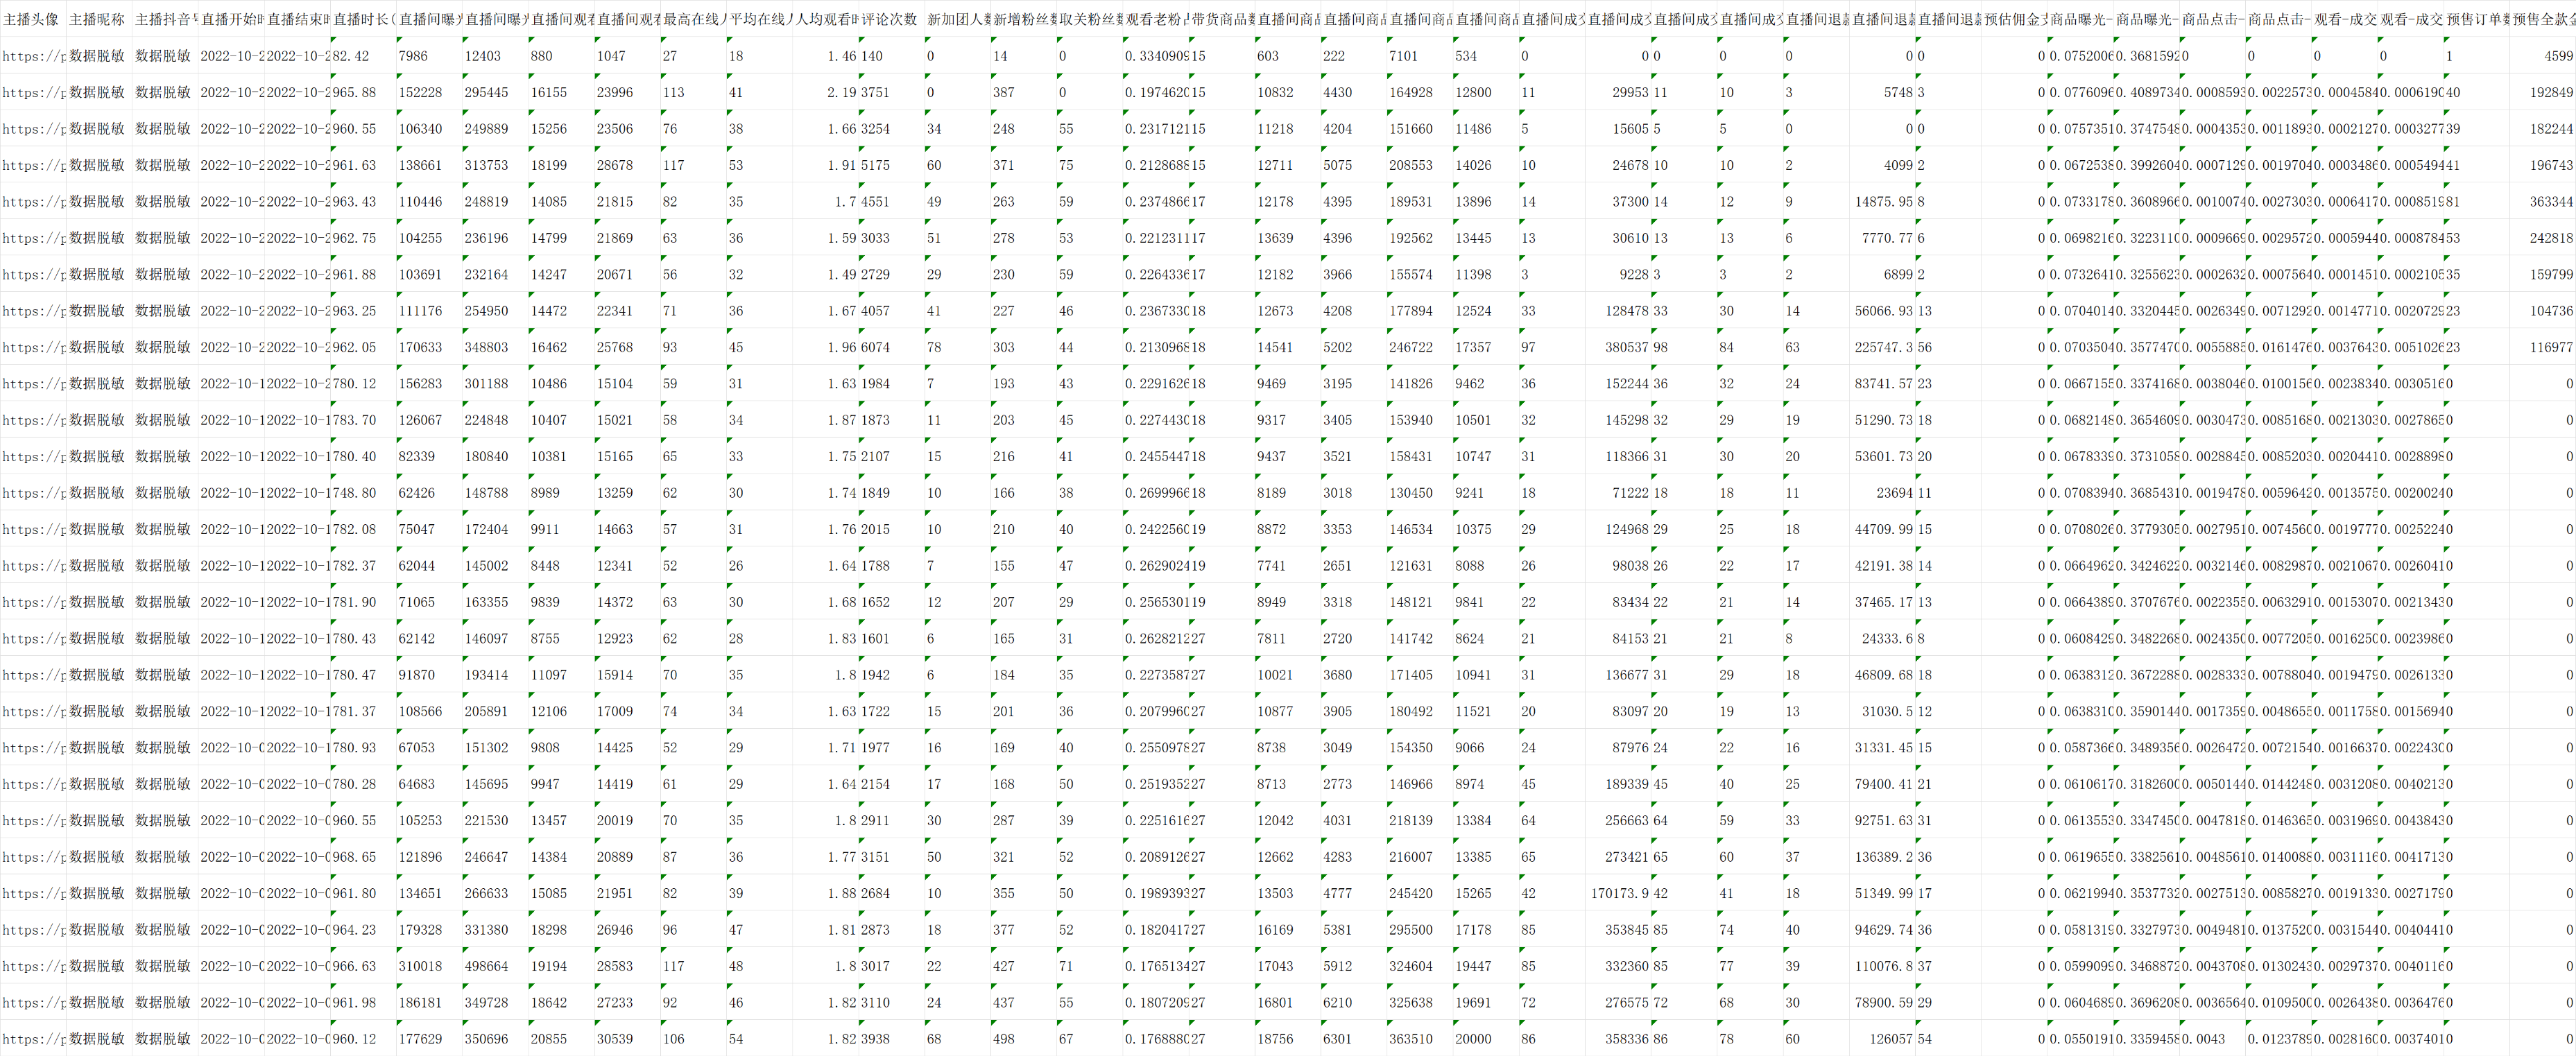 主播头像 主播昵称 主播抖音 直播开始 直播结束 直播时长( 直播间曝 直播间曝 直播间观 直播间观 最高在线 平均在线 人均观看 评论次数 新加团人 新增粉丝 取关粉丝 观看老粉 带货商品 直播间商 直播间商 直播间商 直播间商 直播间成 直播间成 直播间成 直播间成 直播间退 直播间退 直播间退 预估佣金 商品曝光- 商品曝光- 商品点击- 商品点击- 观看-成交 观看-成交 预售订单 预售全款
https:// 数据脱敏 数据脱敏 2022-10- 2022-10-2 82.42 7986 12403 880 1047 27 18 1.46 140 0 14 0 0.3340909 15 603 222 7101 534 0 0 0 0 0 0 0 0 0.0752006 0.3681592 0 0 0 0 1 4599
https:// 数据脱敏 数据脱敏 2022-10-2 2022-10-2 965.88 152228 295445 16155 23996 113 41 2.19 3751 0 387 0 0.1974620 15 10832 4430 164928 12800 11 29953 11 10 3 5748 3 0 0.0776096 0.4089734 0.0008593 0.0022573 0.0004584 0.0006190 40 192849
https:// 数据脱敏 数据脱敏 2022-10-2 2022-10-2 960.55 106340 249889 15256 23506 76 38 1.66 3254 34 248 55 0.2317121 15 11218 4204 151660 11486 5 15605 5 5 0 0 0 0 0.0757351 0.3747548 0.0004353 0.0011893 0.0002127 0.0003277 39 182244
https:// 数据脱敏 数据脱敏 2022-10-2 2022-10-2 961.63 138661 313753 18199 28678 117 53 1.91 5175 60 371 75 0.2128688 15 12711 5075 208553 14026 10 24678 10 10 2 4099 2 0 0.0672538 0.3992604 0.0007129 0.0019704 0.0003486 0.0005494 41 196743
https:// 数据脱敏 数据脱敏 2022-10-2 2022-10-2 963.43 110446 248819 14085 21815 82 35 1.7 4551 49 263 59 0.2374866 17 12178 4395 189531 13896 14 37300 14 12 9 14875.95 8 0 0.0733178 0.3608966 0.0010074 0.0027303 0.0006417 0.0008519 81 363344
https:// 数据脱敏 数据脱敏 2022-10-2 2022-10-2 962.75 104255 236196 14799 21869 63 36 1.59 3033 51 278 53 0.2212311 17 13639 4396 192562 13445 13 30610 13 13 6 7770.77 6 0 0.0698216 0.3223110 0.0009669 0.0029572 0.0005944 0.0008784 53 242818
https:// 数据脱敏 数据脱敏 2022-10-2 2022-10-2 961.88 103691 232164 14247 20671 56 32 1.49 2729 29 230 59 0.2264336 17 12182 3966 155574 11398 3 9228 3 3 2 6899 2 0 0.0732641 0.3255623 0.0002632 0.0007564 0.0001451 0.0002105 35 159799
https:// 数据脱敏 数据脱敏 2022-10-2 2022-10-2 963.25 111176 254950 14472 22341 71 36 1.67 4057 41 227 46 0.2367330 18 12673 4208 177894 12524 33 128478 33 30 14 56066.93 13 0 0.0704014 0.3320445 0.0026349 0.0071292 0.0014771 0.0020729 23 104736
https:// 数据脱敏 数据脱敏 2022-10-2 2022-10-2 962.05 170633 348803 16462 25768 93 45 1.96 6074 78 303 44 0.2130968 18 14541 5202 246722 17357 97 380537 98 84 63 225747.3 56 0 0.0703504 0.3577470 0.0055885 0.0161476 0.0037643 0.0051026 23 116977
https:// 数据脱敏 数据脱敏 2022-10-1 2022-10-2 780.12 156283 301188 10486 15104 59 31 1.63 1984 7 193 43 0.2291626 18 9469 3195 141826 9462 36 152244 36 32 24 83741.57 23 0 0.0667155 0.3374168 0.0038046 0.0100156 0.0023834 0.0030516 0 0
https:// 数据脱敏 数据脱敏 2022-10-1 2022-10-1 783.70 126067 224848 10407 15021 58 34 1.87 1873 11 203 45 0.2274430 18 9317 3405 153940 10501 32 145298 32 29 19 51290.73 18 0 0.0682148 0.3654609 0.0030473 0.0085168 0.0021303 0.0027865 0 0
https:// 数据脱敏 数据脱敏 2022-10-1 2022-10-1 780.40 82339 180840 10381 15165 65 33 1.75 2107 15 216 41 0.2455447 18 9437 3521 158431 10747 31 118366 31 30 20 53601.73 20 0 0.0678339 0.3731058 0.0028845 0.0085203 0.0020441 0.0028898 0 0
https:// 数据脱敏 数据脱敏 2022-10-1 2022-10-1 748.80 62426 148788 8989 13259 62 30 1.74 1849 10 166 38 0.2699966 18 8189 3018 130450 9241 18 71222 18 18 11 23694 11 0 0.0708394 0.3685431 0.0019478 0.0059642 0.0013575 0.0020024 0 0
https:// 数据脱敏 数据脱敏 2022-10-1 2022-10-1 782.08 75047 172404 9911 14663 57 31 1.76 2015 10 210 40 0.2422560 19 8872 3353 146534 10375 29 124968 29 25 18 44709.99 15 0 0.0708026 0.3779305 0.0027951 0.0074560 0.0019777 0.0025224 0 0
https:// 数据脱敏 数据脱敏 2022-10-1 2022-10-1 782.37 62044 145002 8448 12341 52 26 1.64 1788 7 155 47 0.2629024 19 7741 2651 121631 8088 26 98038 26 22 17 42191.38 14 0 0.0664962 0.3424622 0.0032146 0.0082987 0.0021067 0.0026041 0 0
https:// 数据脱敏 数据脱敏 2022-10-1 2022-10-1 781.90 71065 163355 9839 14372 63 30 1.68 1652 12 207 29 0.2565301 19 8949 3318 148121 9841 22 83434 22 21 14 37465.17 13 0 0.0664389 0.3707676 0.0022355 0.0063291 0.0015307 0.0021343 0 0
https:// 数据脱敏 数据脱敏 2022-10-1 2022-10-1 780.43 62142 146097 8755 12923 62 28 1.83 1601 6 165 31 0.2628212 27 7811 2720 141742 8624 21 84153 21 21 8 24333.6 8 0 0.0608429 0.3482268 0.0024350 0.0077205 0.0016250 0.0023986 0 0
https:// 数据脱敏 数据脱敏 2022-10-1 2022-10-1 780.47 91870 193414 11097 15914 70 35 1.8 1942 6 184 35 0.2273587 27 10021 3680 171405 10941 31 136677 31 29 18 46809.68 18 0 0.0638312 0.3672288 0.0028333 0.0078804 0.0019479 0.0026133 0 0
https:// 数据脱敏 数据脱敏 2022-10-1 2022-10-1 781.37 108566 205891 12106 17009 74 34 1.63 1722 15 201 36 0.2079960 27 10877 3905 180492 11521 20 83097 20 19 13 31030.5 12 0 0.0638310 0.3590144 0.0017359 0.0048655 0.0011758 0.0015694 0 0
https:// 数据脱敏 数据脱敏 2022-10-0 2022-10-1 780.93 67053 151302 9808 14425 52 29 1.71 1977 16 169 40 0.2550978 27 8738 3049 154350 9066 24 87976 24 22 16 31331.45 15 0 0.0587366 0.3489356 0.0026472 0.0072154 0.0016637 0.0022430 0 0
https:// 数据脱敏 数据脱敏 2022-10-0 2022-10-0 780.28 64683 145695 9947 14419 61 29 1.64 2154 17 168 50 0.2519352 27 8713 2773 146966 8974 45 189339 45 40 25 79400.41 21 0 0.0610617 0.3182600 0.0050144 0.0144248 0.0031208 0.0040213 0 0
https:// 数据脱敏 数据脱敏 2022-10-0 2022-10-0 960.55 105253 221530 13457 20019 70 35 1.8 2911 30 287 39 0.2251616 27 12042 4031 218139 13384 64 256663 64 59 33 92751.63 31 0 0.0613553 0.3347450 0.0047818 0.0146365 0.0031969 0.0043843 0 0
https:// 数据脱敏 数据脱敏 2022-10-0 2022-10-0 968.65 121896 246647 14384 20889 87 36 1.77 3151 50 321 52 0.2089126 27 12662 4283 216007 13385 65 273421 65 60 37 136389.2 36 0 0.0619655 0.3382561 0.0048561 0.0140088 0.0031116 0.0041713 0 0
https:// 数据脱敏 数据脱敏 2022-10-0 2022-10-0 961.80 134651 266633 15085 21951 82 39 1.88 2684 10 355 50 0.1989393 27 13503 4777 245420 15265 42 170173.9 42 41 18 51349.99 17 0 0.0621994 0.3537732 0.0027513 0.0085827 0.0019133 0.0027179 0 0
https:// 数据脱敏 数据脱敏 2022-10-0 2022-10-0 964.23 179328 331380 18298 26946 96 47 1.81 2873 18 377 52 0.1820417 27 16169 5381 295500 17178 85 353845 85 74 40 94629.74 36 0 0.0581319 0.3327973 0.0049481 0.0137520 0.0031544 0.0040441 0 0
https:// 数据脱敏 数据脱敏 2022-10-0 2022-10-0 966.63 310018 498664 19194 28583 117 48 1.8 3017 22 427 71 0.1765134 27 17043 5912 324604 19447 85 332360 85 77 39 110076.8 37 0 0.0599099 0.3468872 0.0043708 0.0130243 0.0029737 0.0040116 0 0
https:// 数据脱敏 数据脱敏 2022-10-0 2022-10-0 961.98 186181 349728 18642 27233 92 46 1.82 3110 24 437 55 0.1807209 27 16801 6210 325638 19691 72 276575 72 68 30 78900.59 29 0 0.0604689 0.3696208 0.0036564 0.0109500 0.0026438 0.0036476 0 0
https:// 数据脱敏 数据脱敏 2022-10-0 2022-10-0 960.12 177629 350696 20855 30539 106 54 1.82 3938 68 498 67 0.1768880 27 18756 6301 363510 20000 86 358336 86 78 60 126057 54 0 0.0550191 0.3359458 0.0043 0.0123789 0.0028160 0.0037401 0 0